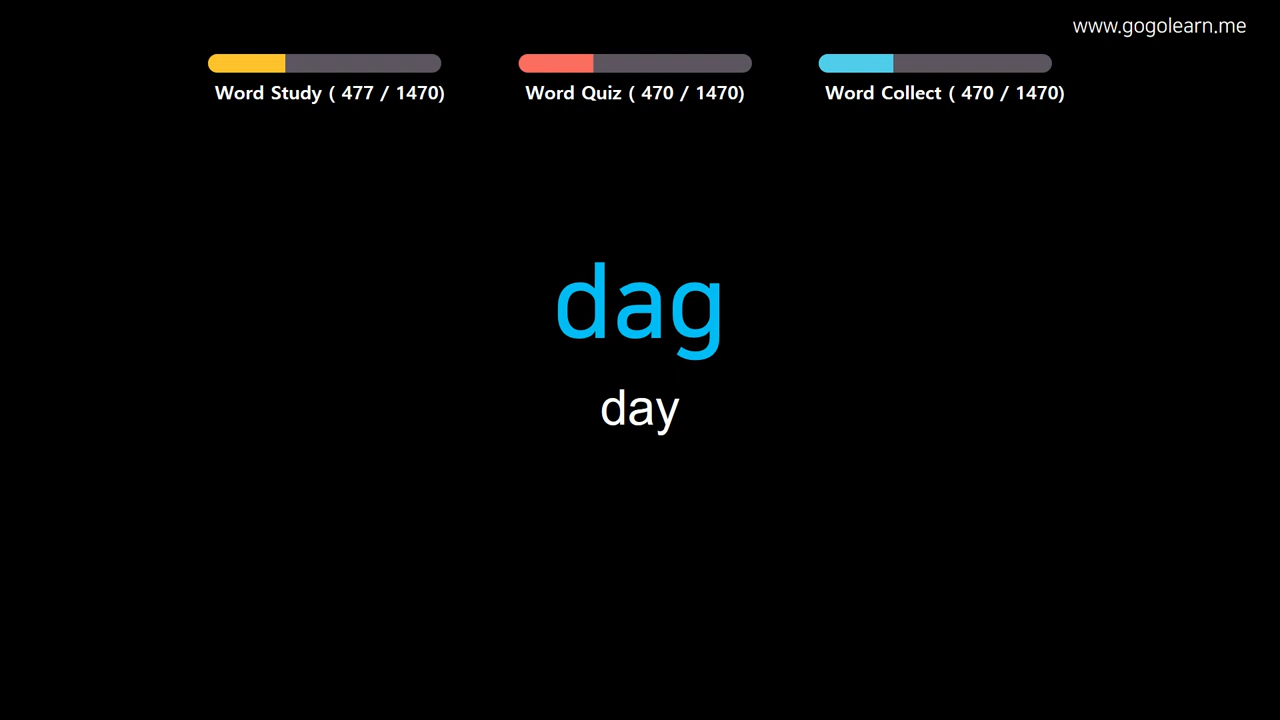 www.gogolearn.me
Word Study ( 477 / 1470)
Word Quiz ( 470 / 1470)
Word Collect ( 470 / 1470)
dag
day